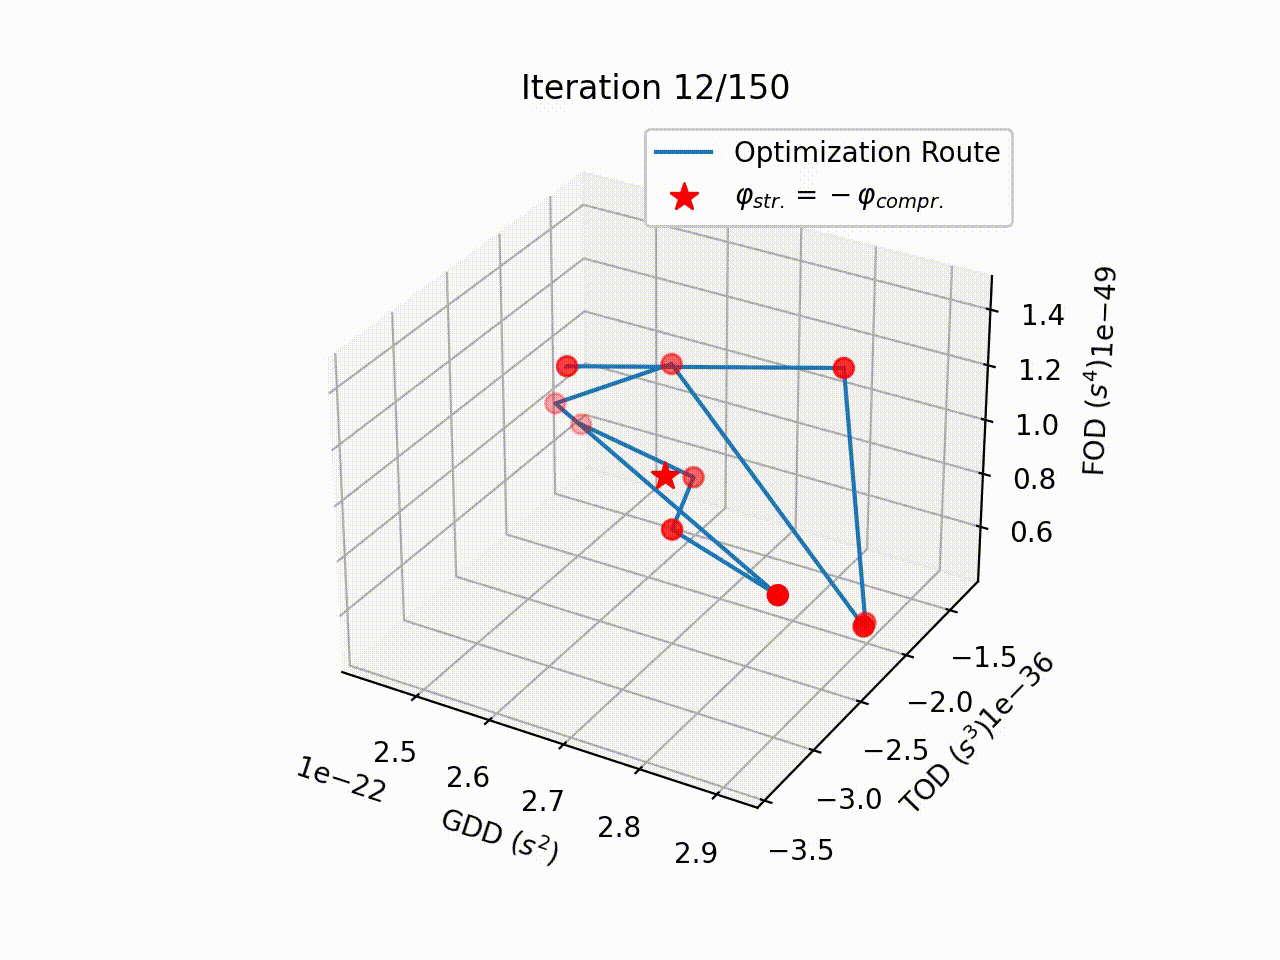 Iteration 12/150
Optimization Route
φstr. = −φcompr.
1.4
1.2
1.0
0.8
0.6
FOD (s⁴)1e−49
−1.5
−2.0
−2.5
−3.0
−3.5
TOD (s³)1e−36
2.5
2.6
2.7
2.8
2.9
1e−22
GDD (s²)